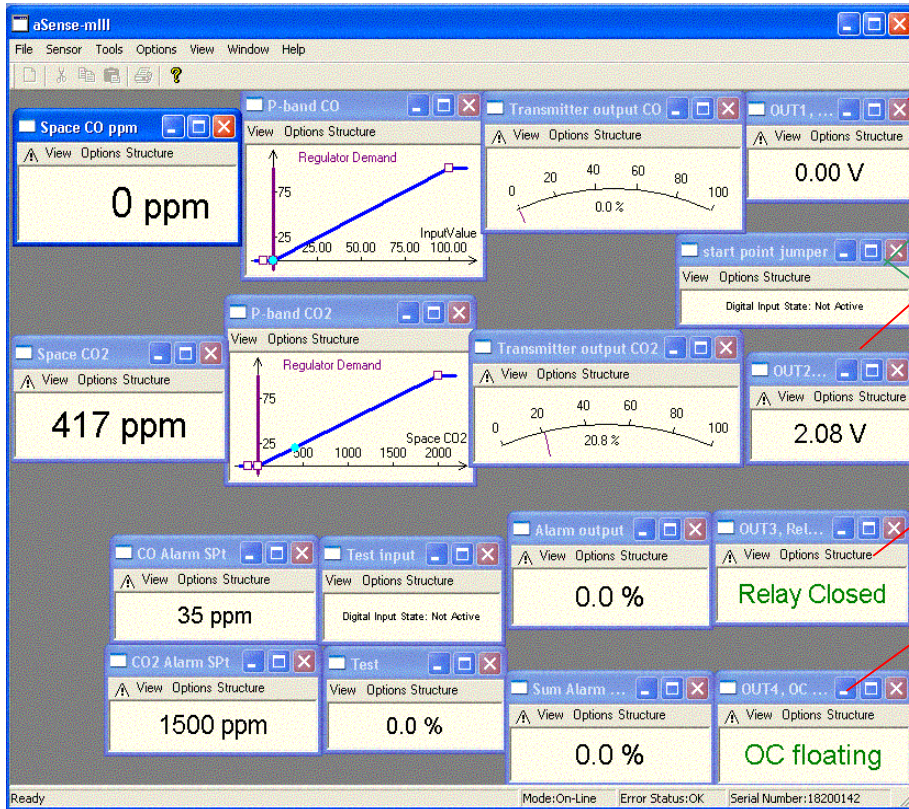 aSense-mIII
File Sensor Tools Options View Window Help
Space CO ppm
View Options Structure
0 ppm
P-band CO
View Options Structure
Regulator Demand
75
25
InputValue
25.00 50.00 75.00 100.00
Transmitter output CO
View Options Structure
0 20 40 60 80 100
0.0 %
OUT1, ...
View Options Structure
0.00 V
start point jumper
View Options Structure
Digital Input State: Not Active
Space CO2
View Options Structure
417 ppm
P-band CO2
View Options Structure
Regulator Demand
75
25
Space CO2
500 1000 1500 2000
Transmitter output CO2
View Options Structure
0 20 40 60 80 100
20.8 %
OUT2...
View Options Structure
2.08 V
CO Alarm SPt
View Options Structure
35 ppm
Test input
View Options Structure
Digital Input State: Not Active
Alarm output
View Options Structure
0.0 %
OUT3, Rel...
View Options Structure
Relay Closed
CO2 Alarm SPt
View Options Structure
1500 ppm
Test
View Options Structure
0.0 %
Sum Alarm ...
View Options Structure
0.0 %
OUT4, OC ...
View Options Structure
OC floating
Ready
Mode:On-Line Error Status:OK Serial Number:18200142